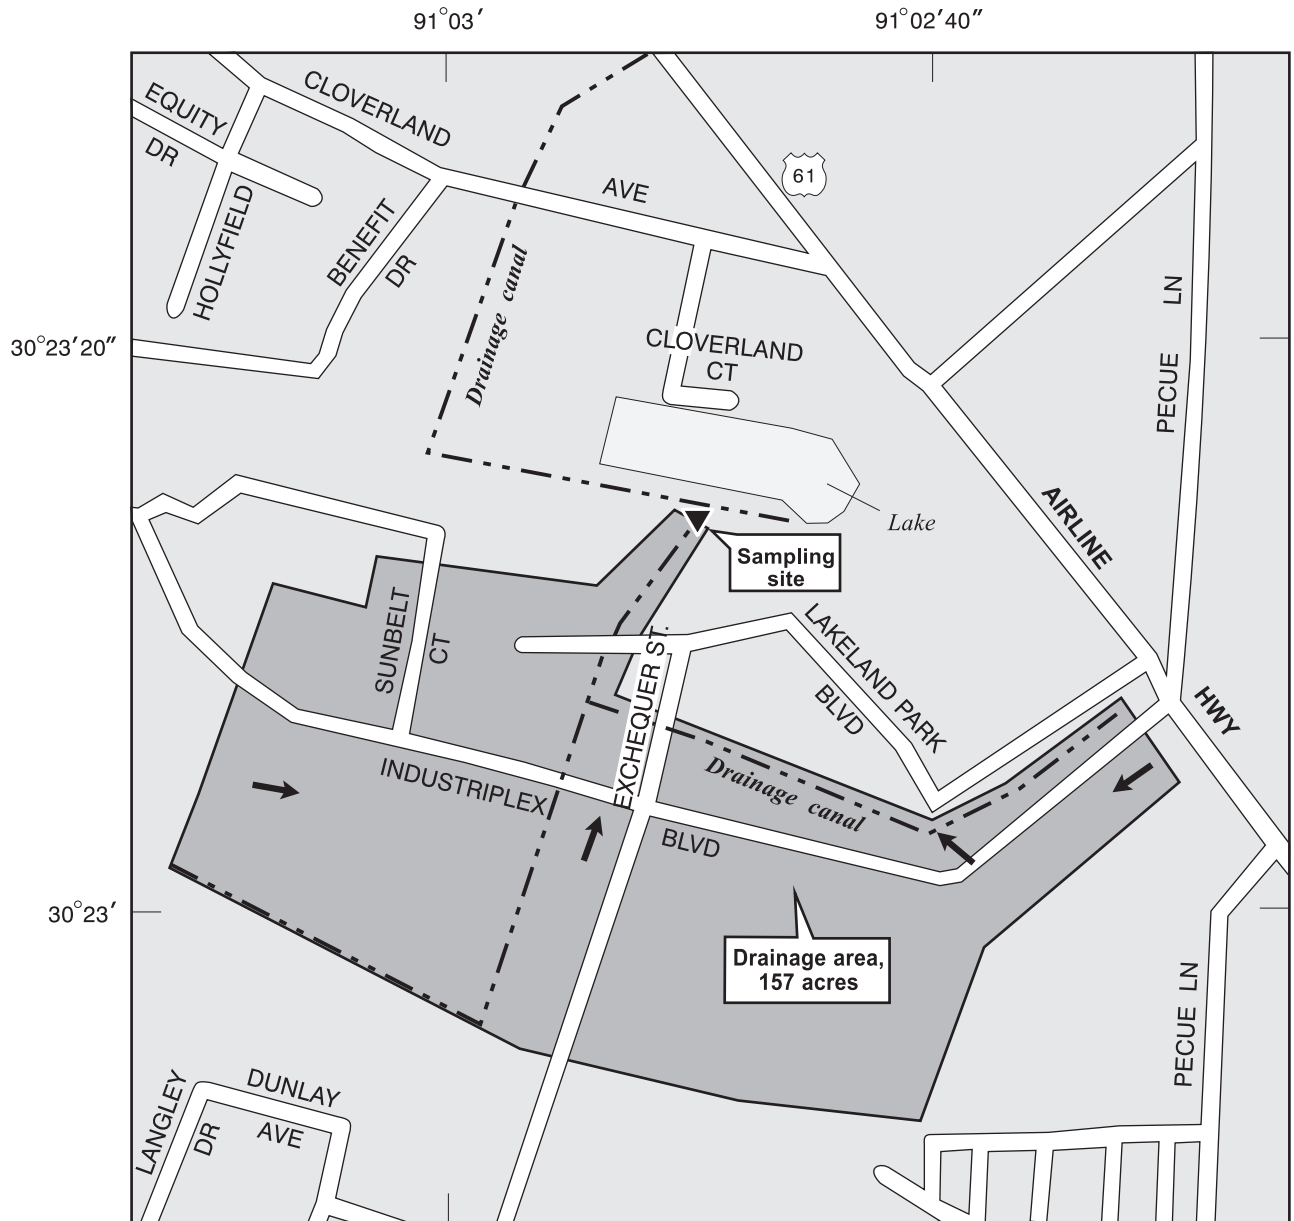 91°03′
91°02′40″
EQUITY
DR
CLOVERLAND
AVE
61
HOLLYFIELD
BENEFIT
DR
Drainage canal
PECUE LN
30°23′20″
CLOVERLAND
CT
Lake
AIRLINE
HWY
Sampling
site
SUNBELT
CT
EXCHEQUER ST.
LAKELAND PARK
BLVD
INDUSTRIPLEX
BLVD
Drainage canal
30°23′
Drainage area,
157 acres
PECUE LN
LANGLEY
DR
DUNLAY
AVE